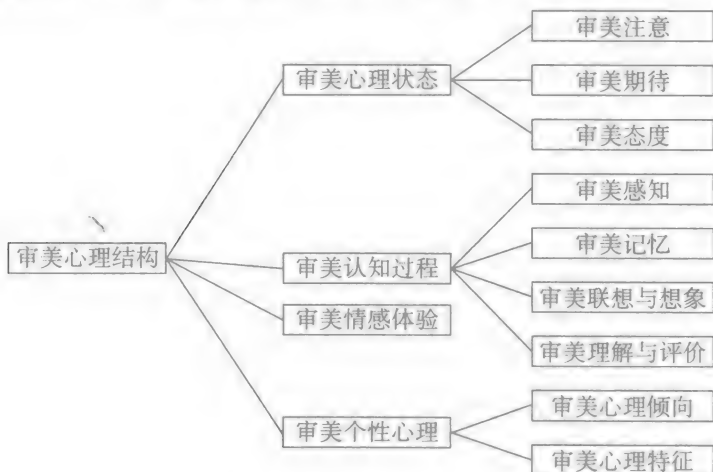 审美注意
审美心理状态
审美期待
审美态度
审美感知
审美心理结构
审美认知过程
审美记忆
审美情感体验
审美联想与想象
审美理解与评价
审美个性心理
审美心理倾向
审美心理特征